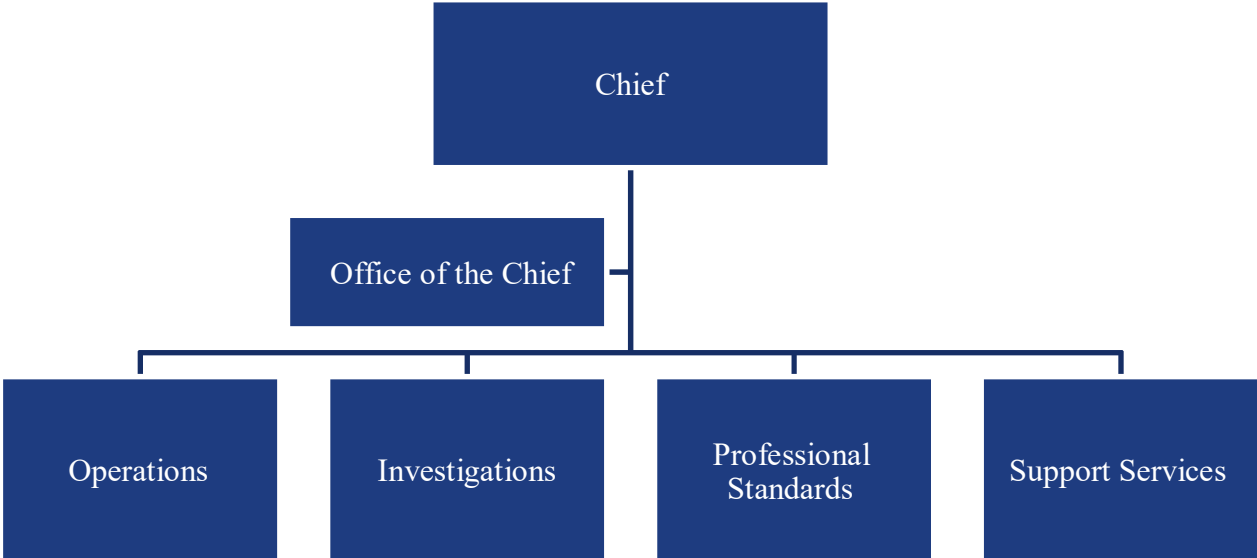 Chief
Office of the Chief
Operations
Investigations
Professional
Standards
Support Services